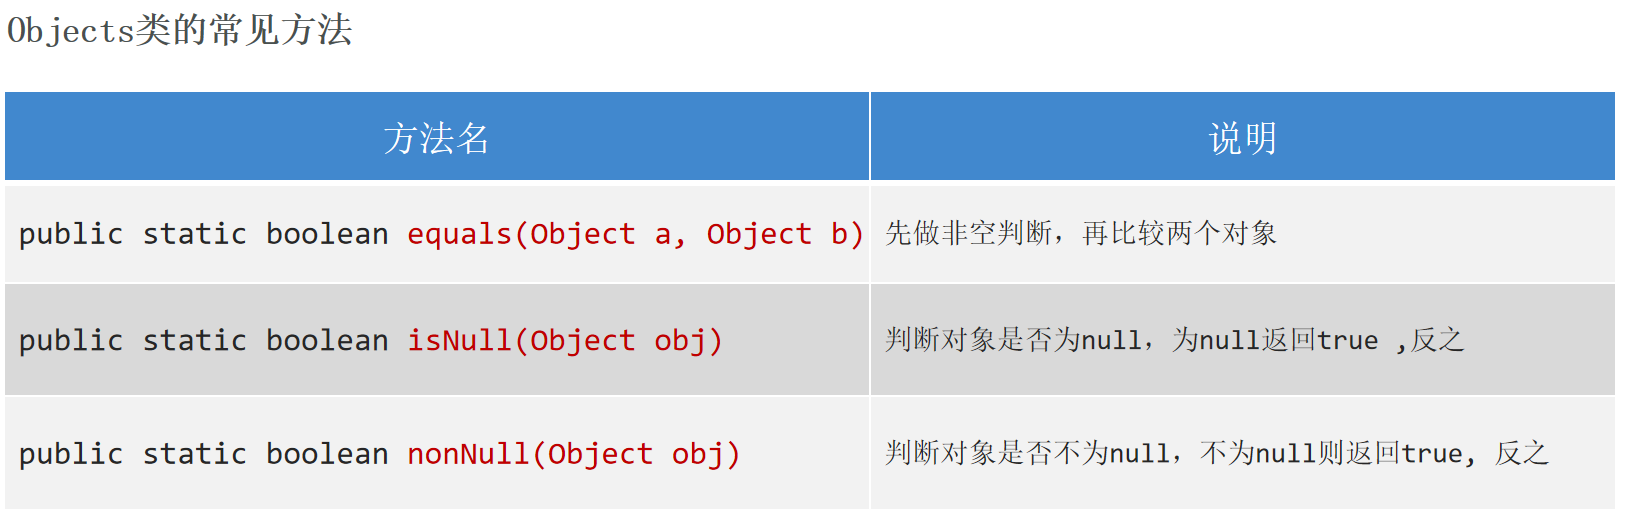 Objects类的常见方法
方法名 说明
public static boolean equals(Object a, Object b) 先做非空判断，再比较两个对象
public static boolean isNull(Object obj) 判断对象是否为null，为null返回true ,反之
public static boolean nonNull(Object obj) 判断对象是否不为null，不为null则返回true, 反之